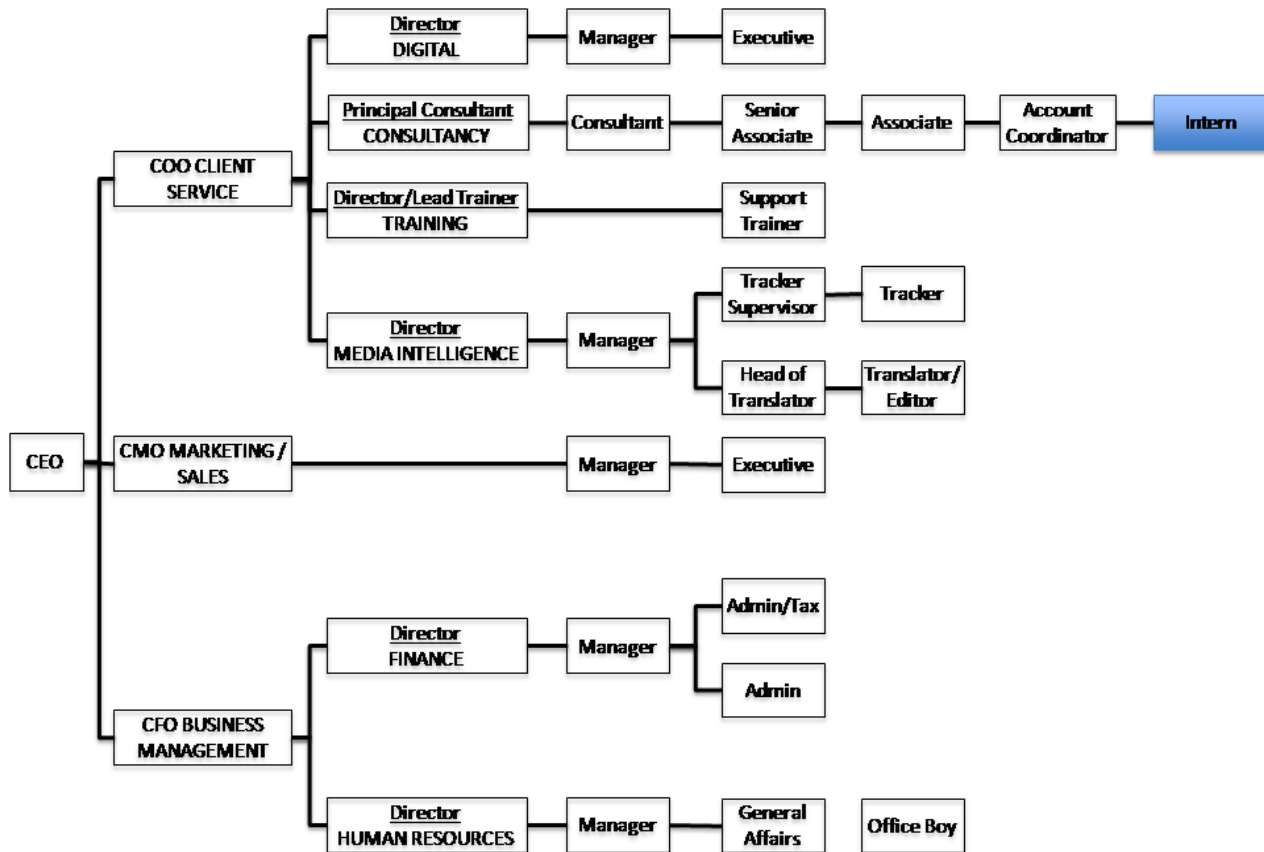 Director
DIGITAL
Manager
Executive
Principal Consultant
CONSULTANCY
Consultant
Senior
Associate
Associate
Account
Coordinator
Intern
COO CLIENT
SERVICE
Director/Lead Trainer
TRAINING
Support
Trainer
Tracker
Supervisor
Tracker
Director
MEDIA INTELLIGENCE
Manager
Head of
Translator
Translator/
Editor
CEO
CMO MARKETING /
SALES
Manager
Executive
Admin/Tax
Director
FINANCE
Manager
Admin
CFO BUSINESS
MANAGEMENT
Director
HUMAN RESOURCES
Manager
General
Affairs
Office Boy